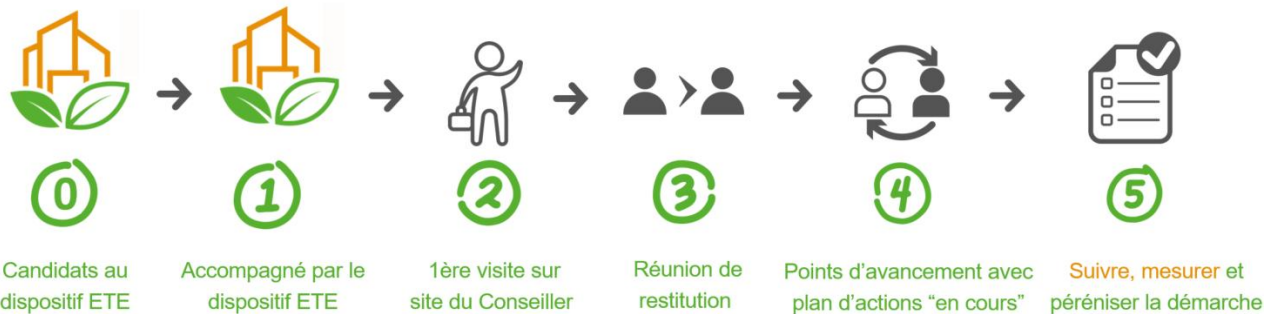 0
1
2
3
4
5
Candidats au
dispositif ETE
Accompagné par le
dispositif ETE
1ère visite sur
site du Conseiller
Réunion de
restitution
Points d’avancement avec
plan d’actions “en cours”
Suivre, mesurer et
péréniser la démarche